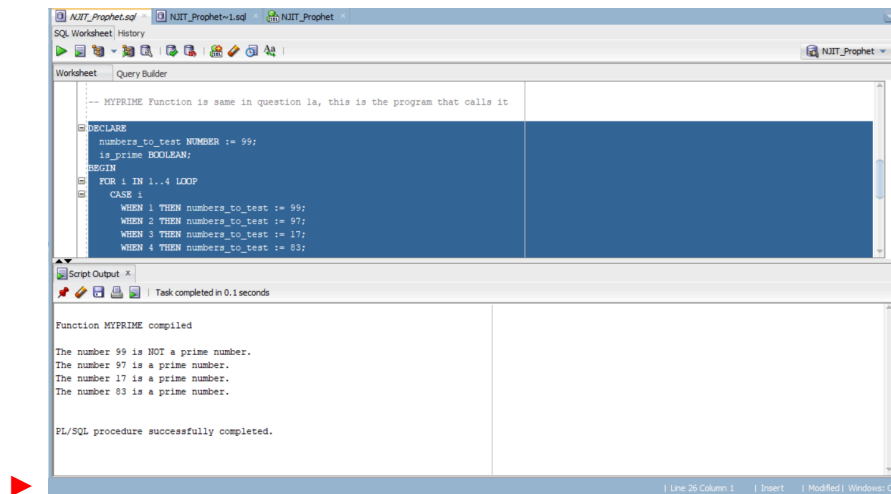 NJIT_Prophet.sql NJIT_Prophet~1.sql NJIT_Prophet
SQL Worksheet History
NJIT_Prophet
Worksheet Query Builder
-- MYPRIME Function is same in question 1a, this is the program that calls it
DECLARE
numbers_to_test NUMBER := 99;
is_prime BOOLEAN;
BEGIN
FOR i IN 1..4 LOOP
CASE i
WHEN 1 THEN numbers_to_test := 99;
WHEN 2 THEN numbers_to_test := 97;
WHEN 3 THEN numbers_to_test := 17;
WHEN 4 THEN numbers_to_test := 83;
Script Output
Task completed in 0.1 seconds
Function MYPRIME compiled
The number 99 is NOT a prime number.
The number 97 is a prime number.
The number 17 is a prime number.
The number 83 is a prime number.
PL/SQL procedure successfully completed.
| Line 26 Column 1 | Insert | Modified | Windows: